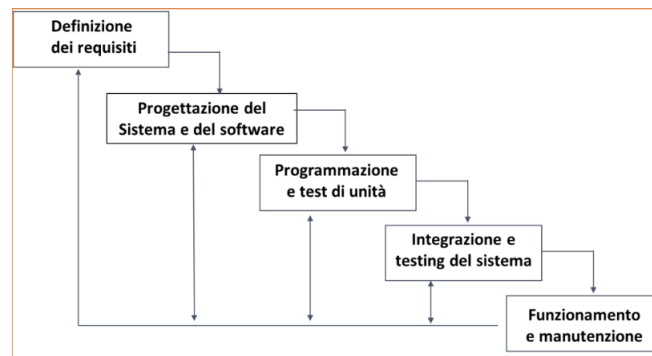 Definizione
dei requisiti
Progettazione del
Sistema e del software
Programmazione
e test di unità
Integrazione e
testing del sistema
Funzionamento
e manutenzione